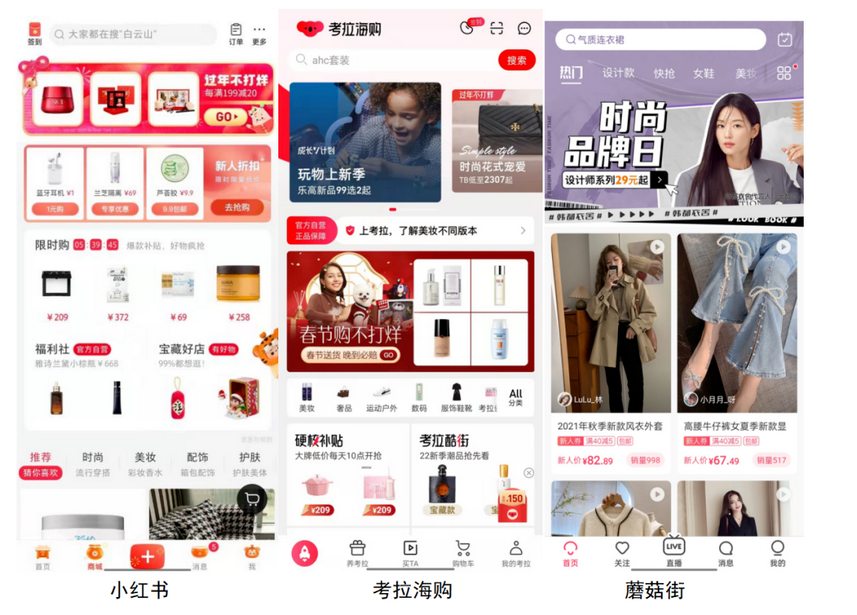 签到
大家都在搜"白云山"
订单
更多
过年不打烊
每满199减20
GO
蓝牙耳机 ¥1
1元购
兰芝隔离 ¥69
专享优惠
芦荟胶 ¥9.9
9.9包邮
新人折扣
限时限量低价
去抢购
限时购 05:39:45 爆款补贴,好物疯抢
¥209
¥372
¥69
¥258
福利社 官方自营
雅诗兰黛小棕瓶¥668
宝藏好店 有好物
99%都想逛!
推荐
猜你喜欢
时尚
流行穿搭
美妆
彩妆香水
配饰
箱包配饰
护肤
护肤美体
首页
商城
消息
5
我
小红书
考拉海购
签到
ahc套装
搜索
成长计划
玩物上新季
乐高新品99选2起
过年不打烊
Simple style
时尚花式宠爱
TB低至2307起
官方自营
正品保障
上考拉,了解美妆不同版本
春节购不打烊
春节送货 晚到必赔 GO
美妆
奢品
运动户外
数码
服饰鞋靴
All
分类
硬核补贴
大牌低价每天10点开抢
¥209
¥209
考拉酷街
22新季潮品抢先看
宝藏款
150
养考拉
买TA
购物车
我的考拉
考拉海购
气质连衣裙
热门
设计款
快抢
女鞋
美妆
时尚
品牌日
设计师系列29元起
# 韩都衣舍 #
# 韩都衣舍 #
LOOK BOOK
LuLu_林
2021年秋季新款风衣外套
新人券 满40减5 包邮
新人价¥82.89
销量998
小月月_呀
高腰牛仔裤女夏季新款显
新人券 满40减5 包邮
新人价¥67.49
销量517
首页
关注
LIVE
直播
消息
我的
蘑菇街